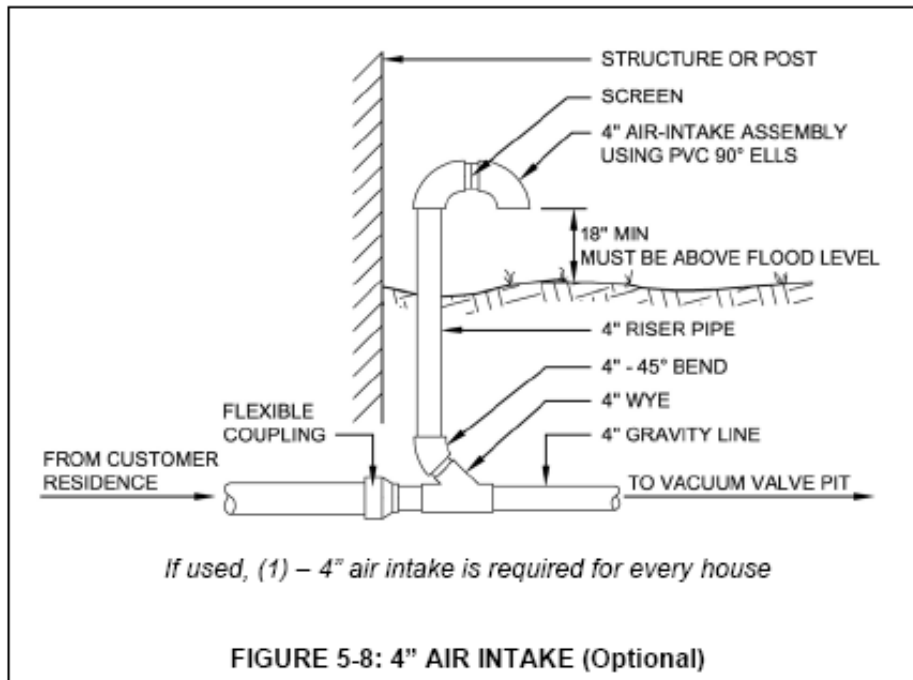 STRUCTURE OR POST
SCREEN
4" AIR-INTAKE ASSEMBLY
USING PVC 90° ELLS
18" MIN
MUST BE ABOVE FLOOD LEVEL
4" RISER PIPE
4" - 45° BEND
4" WYE
4" GRAVITY LINE
FLEXIBLE
COUPLING
FROM CUSTOMER
RESIDENCE
TO VACUUM VALVE PIT
If used, (1) – 4” air intake is required for every house
FIGURE 5-8: 4” AIR INTAKE (Optional)